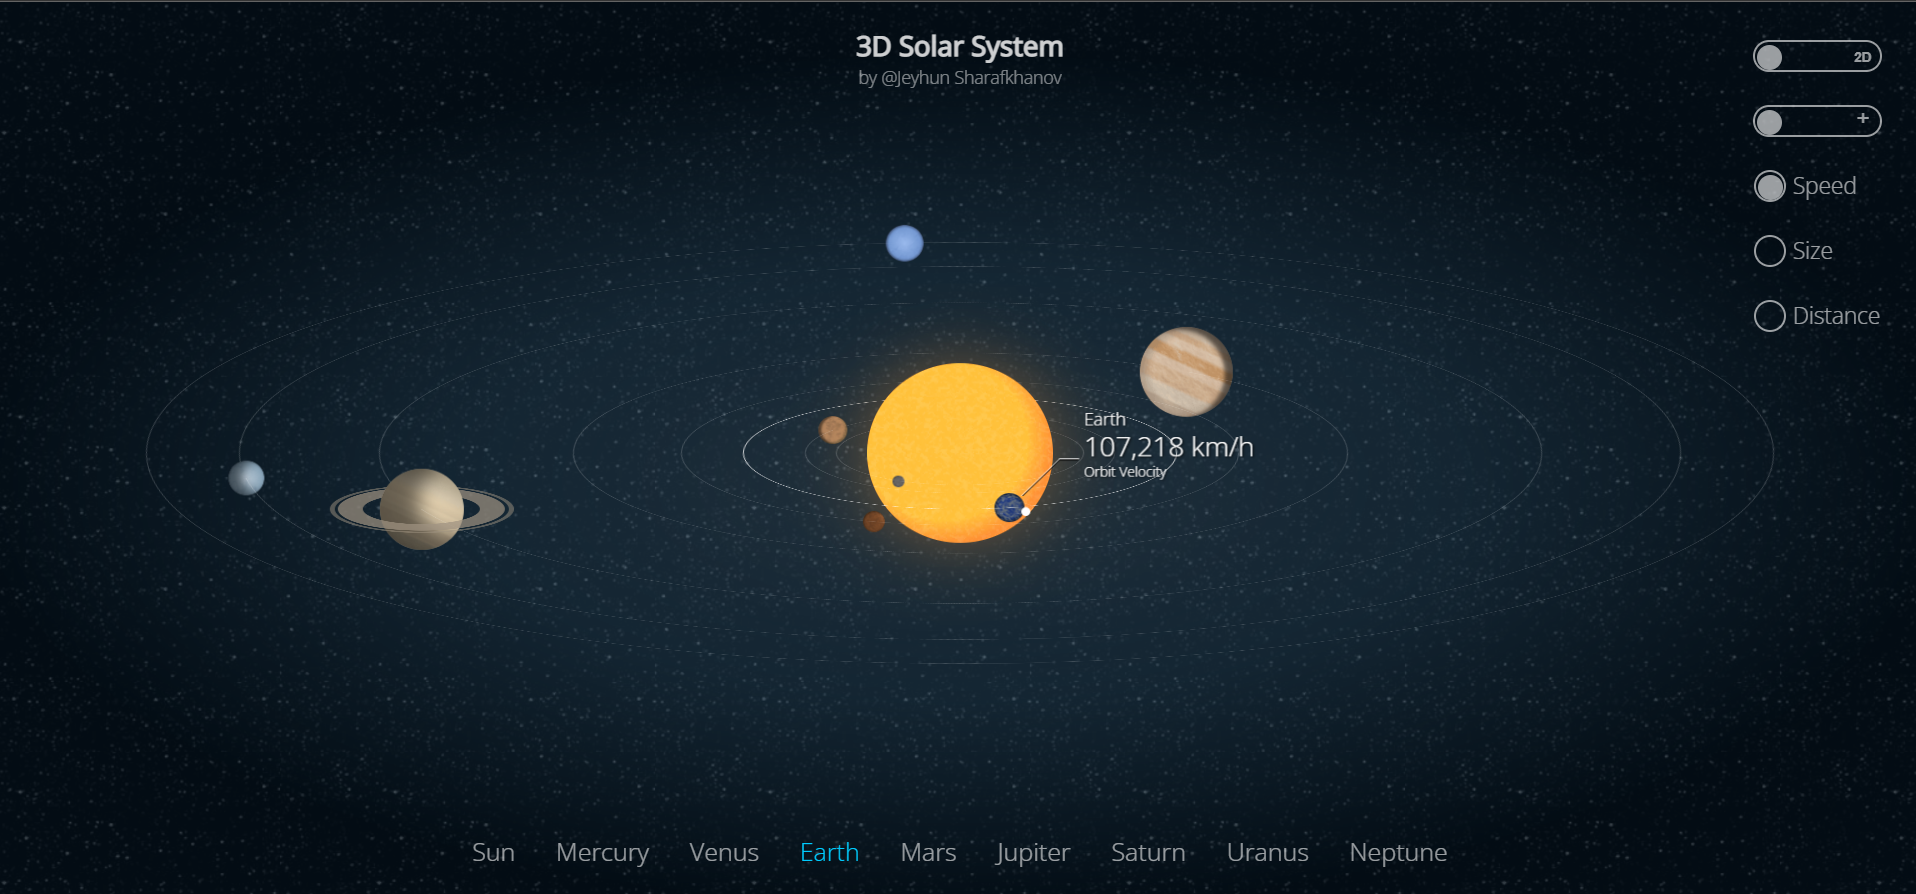 3D Solar System
by @Jeyhun Sharafkhanov
2D
+
Speed
Size
Distance
Earth
107,218 km/h
Orbit Velocity
Sun Mercury Venus Earth Mars Jupiter Saturn Uranus Neptune